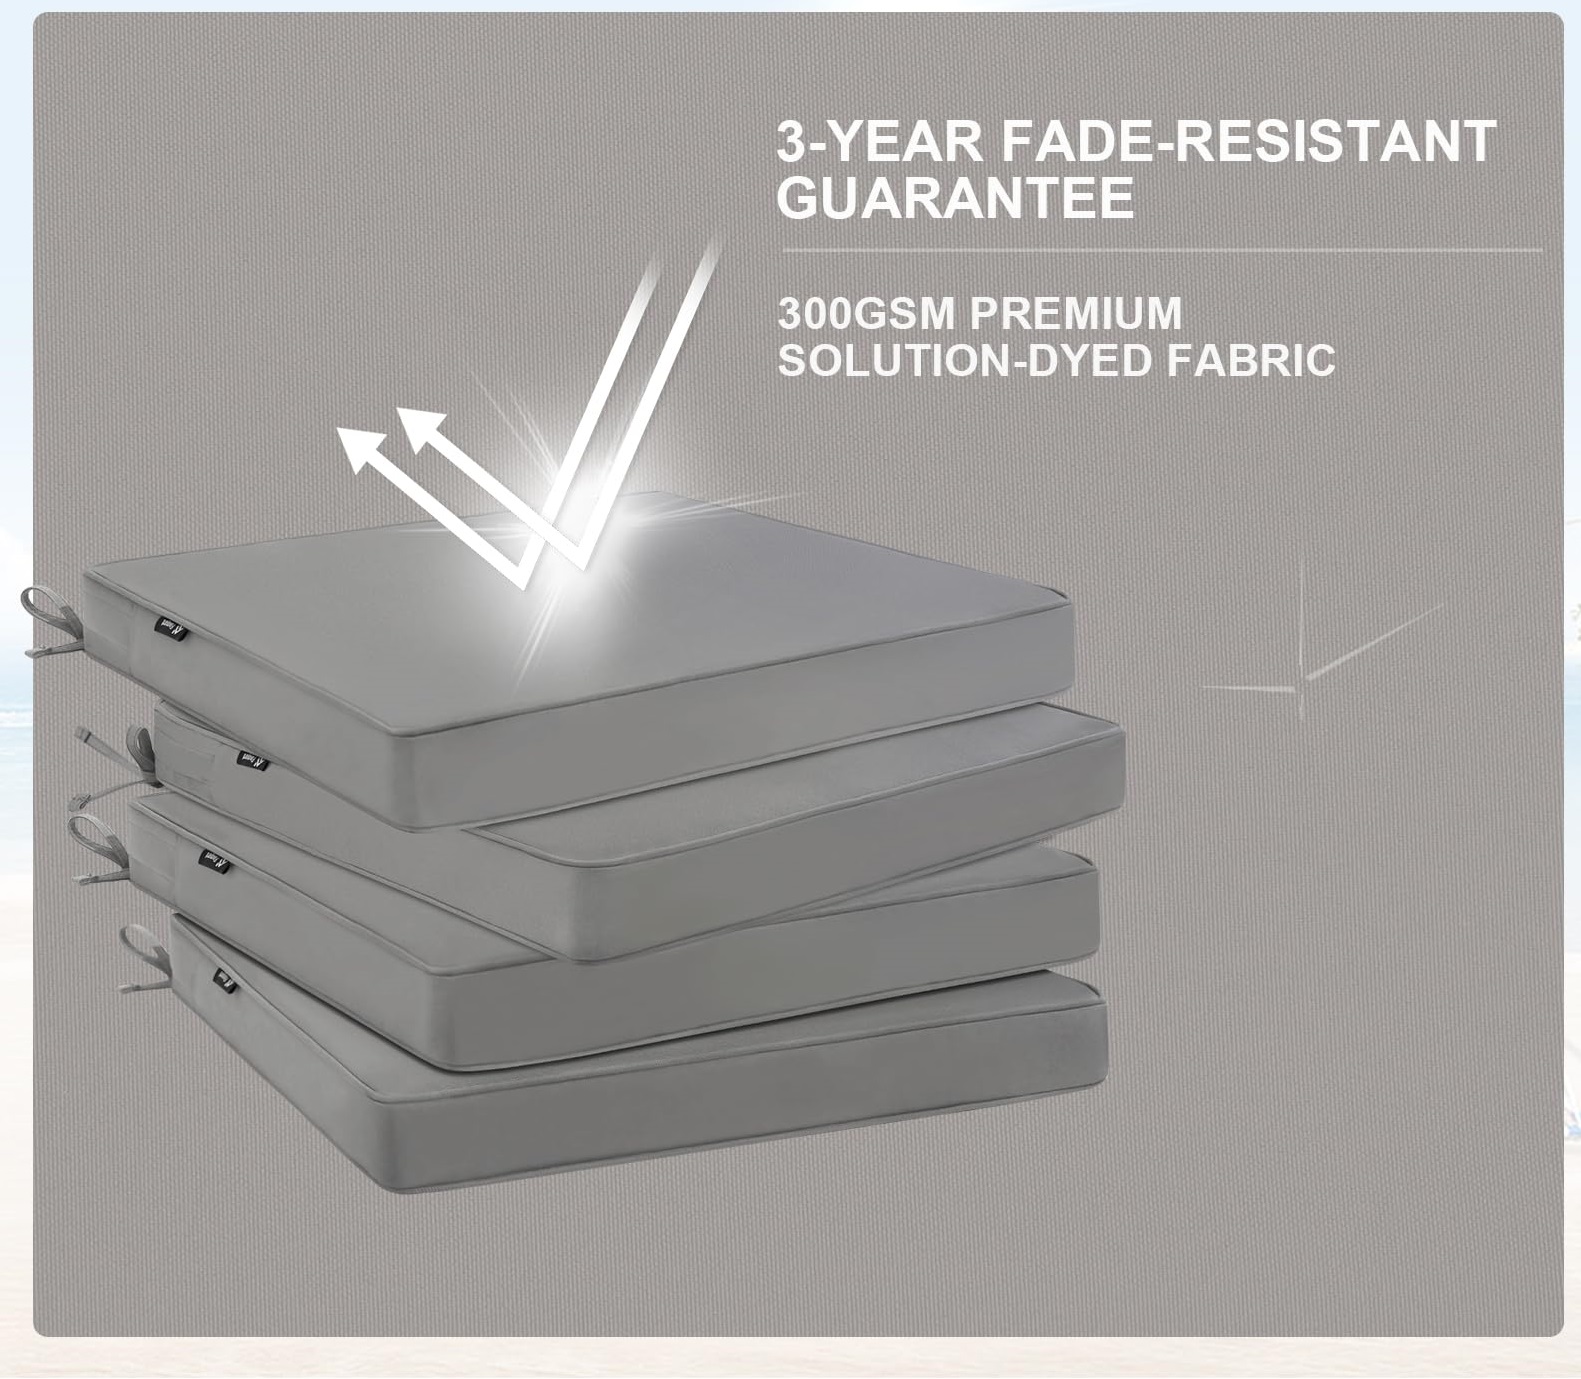 3-YEAR FADE-RESISTANT
GUARANTEE
300GSM PREMIUM
SOLUTION-DYED FABRIC